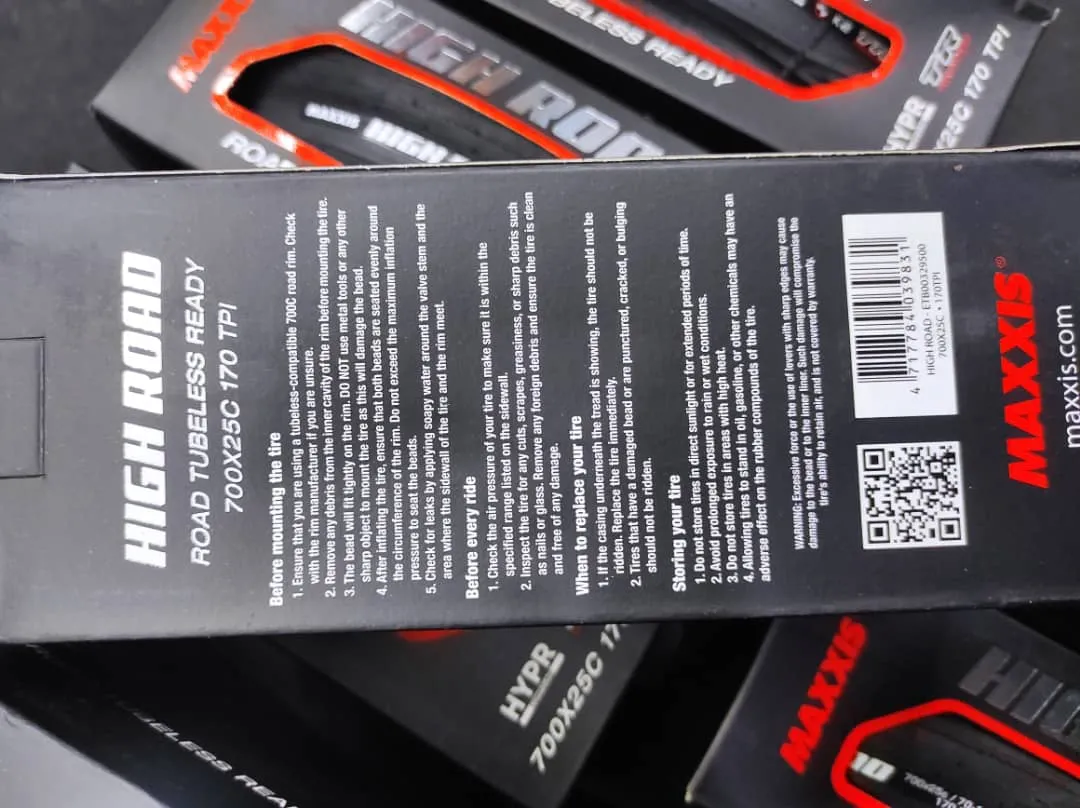 HIGH ROAD
ROAD TUBELESS READY
700X25C 170 TPI
Before mounting the tire
1. Ensure that you are using a tubeless-compatible 700C road rim. Check
with the rim manufacturer if you are unsure.
2. Remove any debris from the inner cavity of the rim before mounting the tire.
3. The bead will fit tightly on the rim. DO NOT use metal tools or any other
sharp object to mount the tire as this will damage the bead.
4. After inflating the tire, ensure that both beads are seated evenly around
the circumference of the rim. Do not exceed the maximum inflation
pressure to seat the beads.
5. Check for leaks by applying soapy water around the valve stem and the
area where the sidewall of the tire and the rim meet.
Before every ride
1. Check the air pressure of your tire to make sure it is within the
specified range listed on the sidewall.
2. Inspect the tire for any cuts, scrapes, greasiness, or sharp debris such
as nails or glass. Remove any foreign debris and ensure the tire is clean
and free of any damage.
When to replace your tire
1. If the casing underneath the tread is showing, the tire should not be
ridden. Replace the tire immediately.
2. Tires that have a damaged bead or are punctured, cracked, or bulging
should not be ridden.
Storing your tire
1. Do not store tires in direct sunlight or for extended periods of time.
2. Avoid prolonged exposure to rain or wet conditions.
3. Do not store tires in areas with high heat.
4. Allowing tires to stand in oil, gasoline, or other chemicals may have an
adverse effect on the rubber compounds of the tire.
WARNING: Excessive force or the use of levers with sharp edges may cause
damage to the bead or to the inner liner. Such damage will compromise the
tire's ability to retain air, and is not covered by warranty.
4 717784 039831
HIGH ROAD - ETB00329500
700X25C - 170TPI
MAXXIS®
maxxis.com
MAXXIS
HIGH ROAD
MAXXIS HIGH
ROAD
TUBELESS READY
HYPR
700X25C 170 TPI
HYPR
700X25C 17
TUBELESS READY
MAXXIS